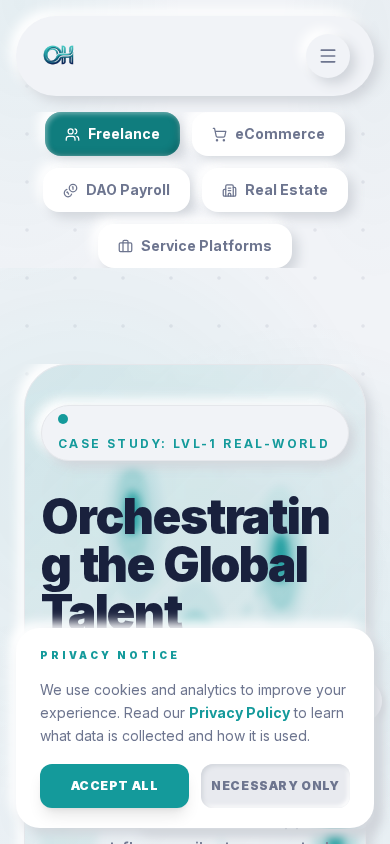 OH
Freelance
eCommerce
DAO Payroll
Real Estate
Service Platforms
CASE STUDY: LVL-1 REAL-WORLD
Orchestratin
g the Global
Talent
PRIVACY NOTICE
We use cookies and analytics to improve your
experience. Read our Privacy Policy to learn
what data is collected and how it is used.
ACCEPT ALL
NECESSARY ONLY